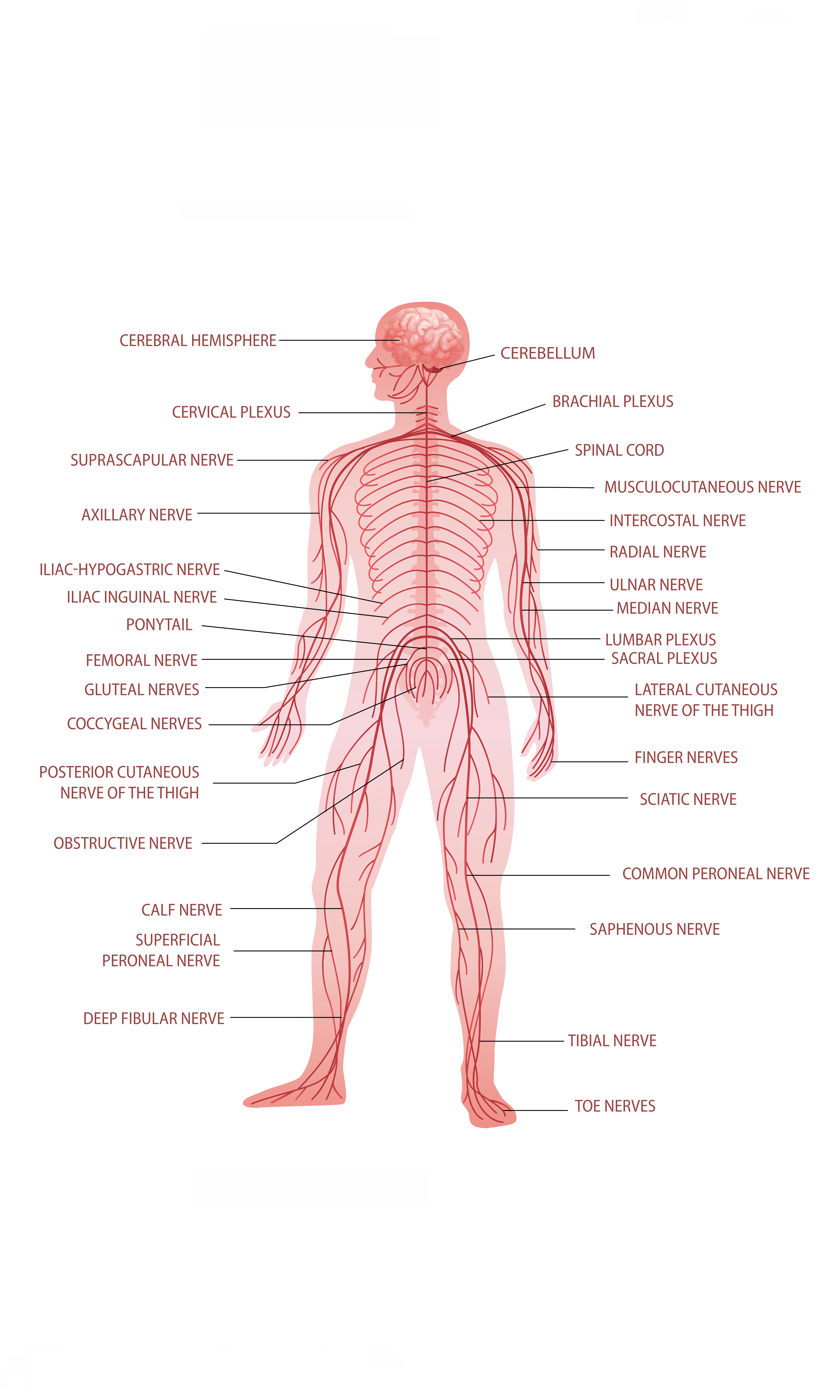 CEREBRAL HEMISPHERE
CERVICAL PLEXUS
SUPRASCAPULAR NERVE
AXILLARY NERVE
ILIAC-HYPOGASTRIC NERVE
ILIAC INGUINAL NERVE
PONYTAIL
FEMORAL NERVE
GLUTEAL NERVES
COCCYGEAL NERVES
POSTERIOR CUTANEOUS
NERVE OF THE THIGH
OBSTRUCTIVE NERVE
CALF NERVE
SUPERFICIAL
PERONEAL NERVE
DEEP FIBULAR NERVE
CEREBELLUM
BRACHIAL PLEXUS
SPINAL CORD
MUSCULOCUTANEOUS NERVE
INTERCOSTAL NERVE
RADIAL NERVE
ULNAR NERVE
MEDIAN NERVE
LUMBAR PLEXUS
SACRAL PLEXUS
LATERAL CUTANEOUS
NERVE OF THE THIGH
FINGER NERVES
SCIATIC NERVE
COMMON PERONEAL NERVE
SAPHENOUS NERVE
TIBIAL NERVE
TOE NERVES